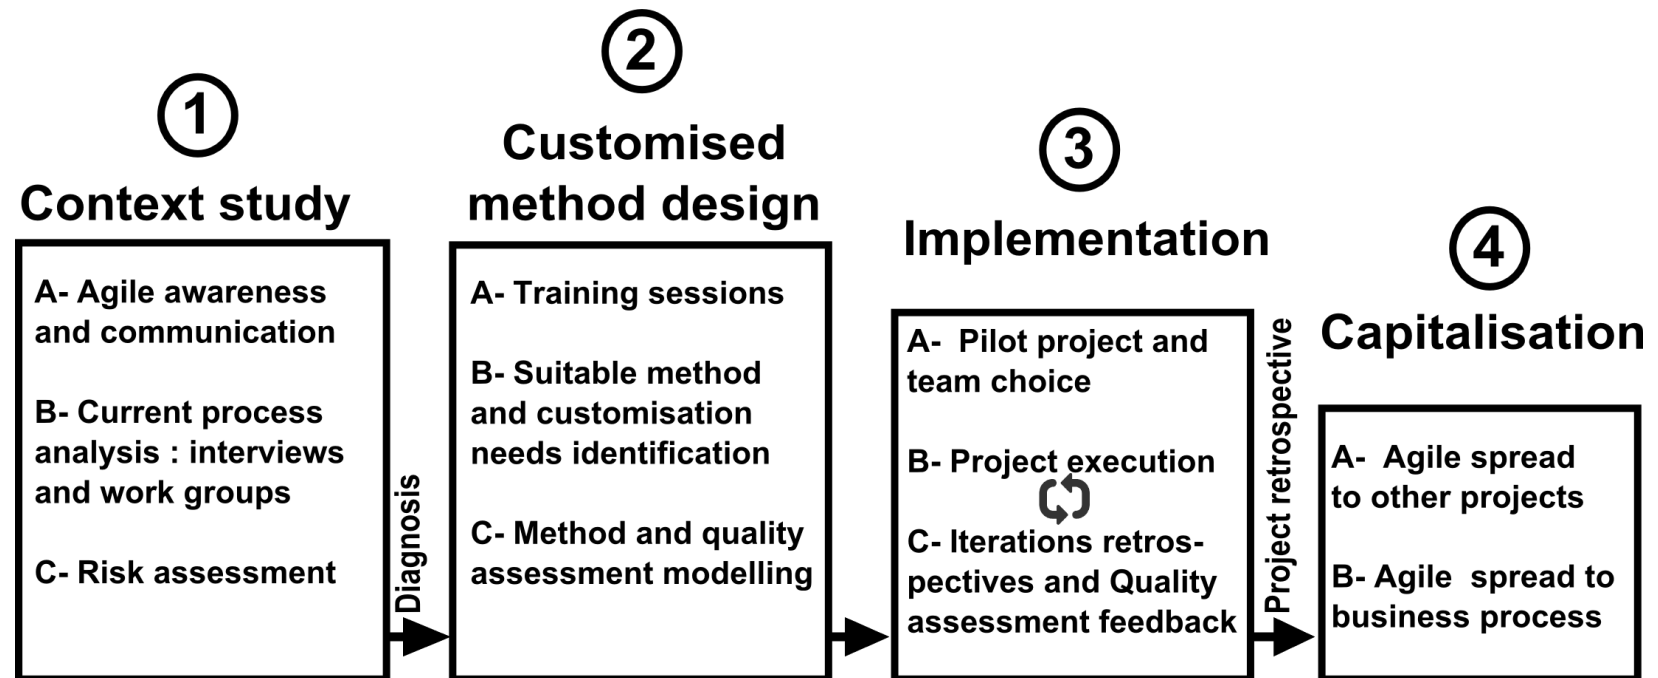 1
Context study
A- Agile awareness
and communication
B- Current process
analysis : interviews
and work groups
C- Risk assessment
Diagnosis
2
Customised
method design
A- Training sessions
B- Suitable method
and customisation
needs identification
C- Method and quality
assessment modelling
3
Implementation
A- Pilot project and
team choice
B- Project execution
C- Iterations retros-
pectives and Quality
assessment feedback
Project retrospective
4
Capitalisation
A- Agile spread
to other projects
B- Agile spread to
business process